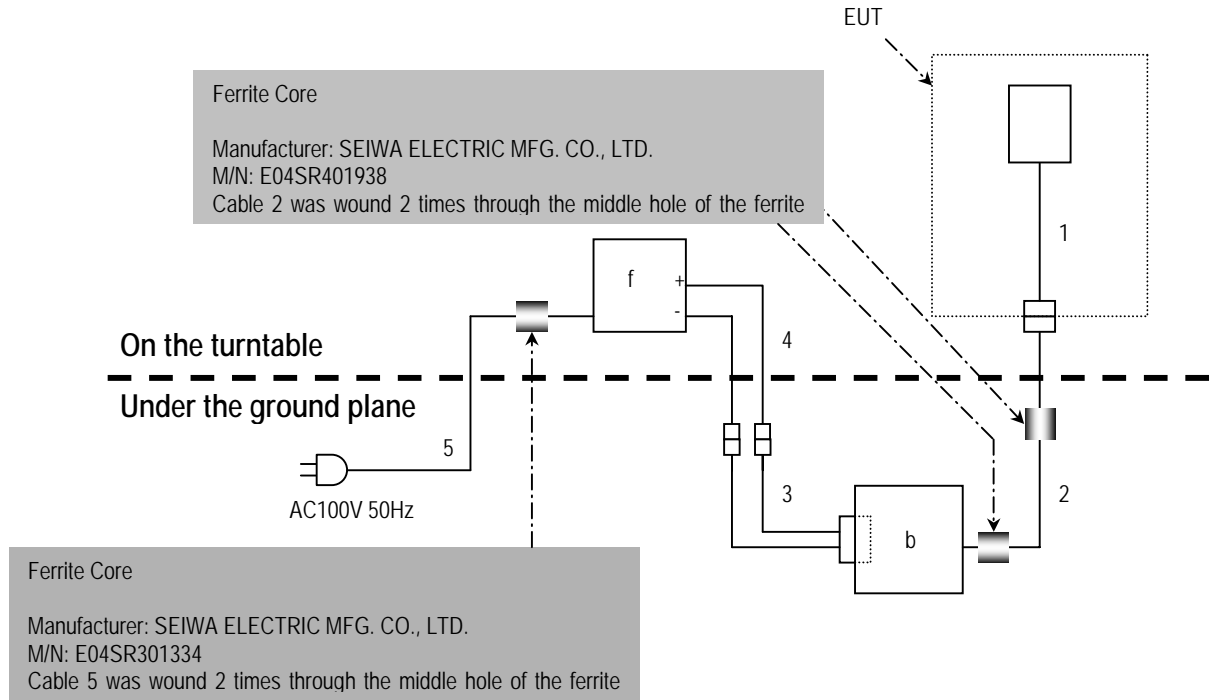 EUT
Ferrite Core
Manufacturer: SEIWA ELECTRIC MFG. CO., LTD.
M/N: E04SR401938
Cable 2 was wound 2 times through the middle hole of the ferrite
1
f
+
-
4
On the turntable
Under the ground plane
5
AC100V 50Hz
3
2
b
Ferrite Core
Manufacturer: SEIWA ELECTRIC MFG. CO., LTD.
M/N: E04SR301334
Cable 5 was wound 2 times through the middle hole of the ferrite